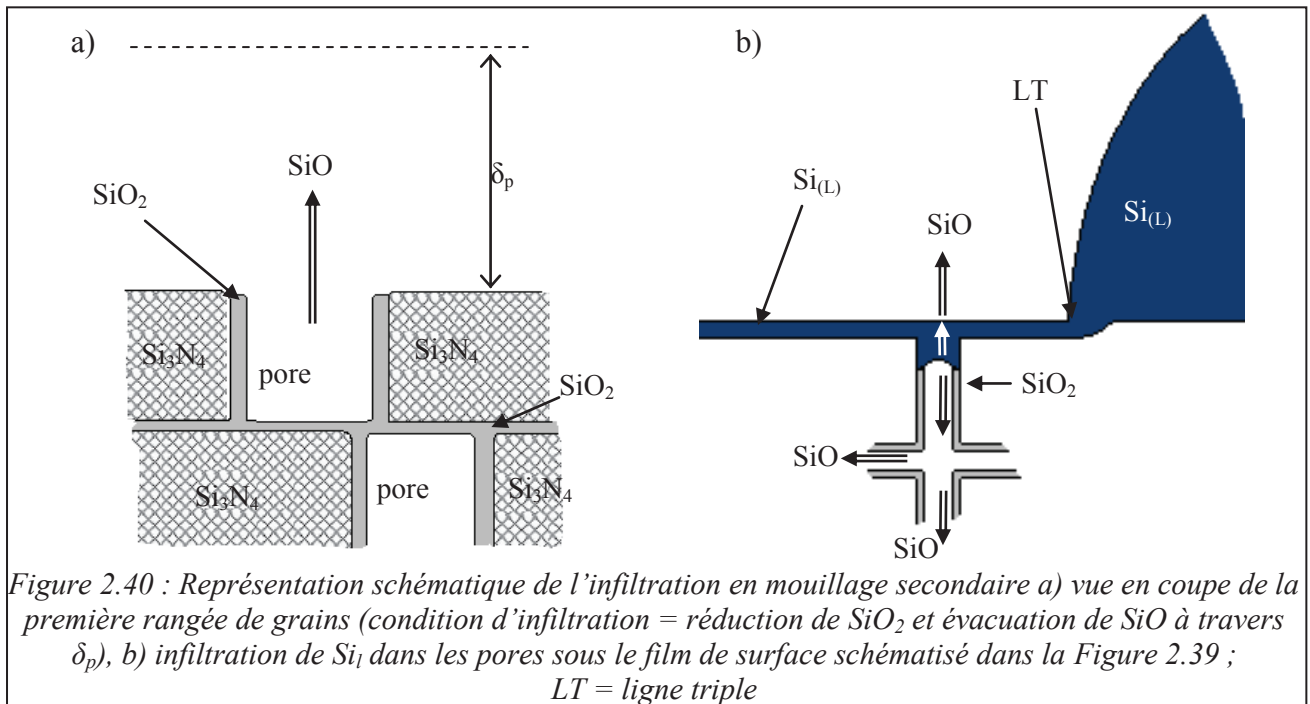 a)
b)
LT
SiO
δp
SiO2
Si(L)
SiO
Si(L)
Si3N4
Si3N4
pore
SiO2
SiO2
SiO
Si3N4
pore
Si3N4
SiO
Figure 2.40 : Représentation schématique de l’infiltration en mouillage secondaire a) vue en coupe de la
première rangée de grains (condition d’infiltration = réduction de SiO2 et évacuation de SiO à travers
δp), b) infiltration de Sil dans les pores sous le film de surface schématisé dans la Figure 2.39 ;
LT = ligne triple